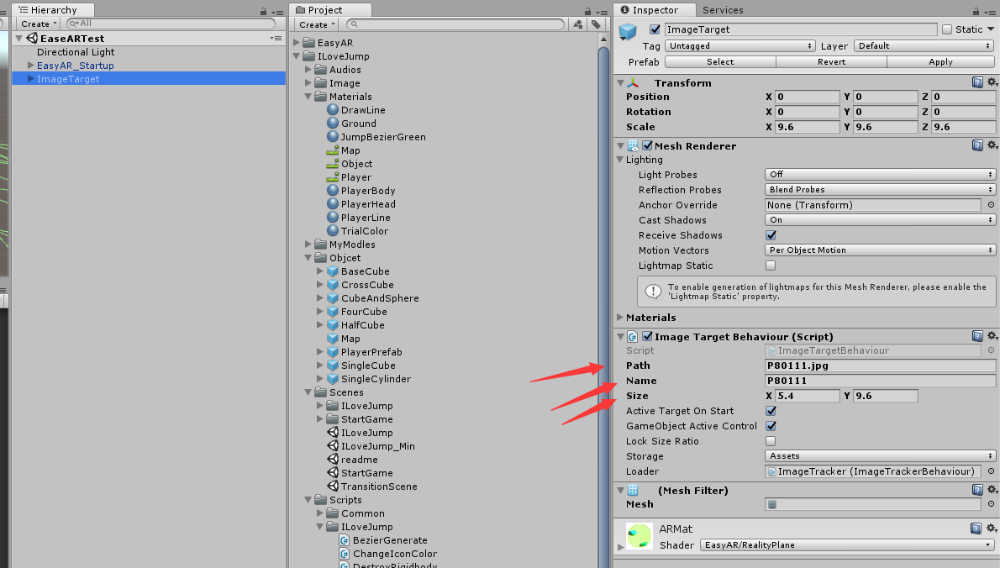 Hierarchy
Create
All
EaseARTest
Directional Light
EasyAR_Startup
ImageTarget
Project
Create
EasyAR
ILoveJump
Audios
Image
Materials
DrawLine
Ground
JumpBezierGreen
Map
Object
Player
PlayerBody
PlayerHead
PlayerLine
TrialColor
MyModles
Objcet
BaseCube
CrossCube
CubeAndSphere
FourCube
HalfCube
Map
PlayerPrefab
SingleCube
SingleCylinder
Scenes
ILoveJump
StartGame
ILoveJump
ILoveJump_Min
readme
StartGame
TransitionScene
Scripts
Common
ILoveJump
BezierGenerate
ChangeIconColor
DestroyRigidbody
Inspector Services
ImageTarget Static
Tag Untagged Layer Default
Prefab Select Revert Apply
Transform
Position X 0 Y 0 Z 0
Rotation X 0 Y 0 Z 0
Scale X 9.6 Y 9.6 Z 9.6
Mesh Renderer
Lighting
Light Probes Off
Reflection Probes Blend Probes
Anchor Override None (Transform)
Cast Shadows On
Receive Shadows
Motion Vectors Per Object Motion
Lightmap Static
To enable generation of lightmaps for this Mesh Renderer, please enable the
'Lightmap Static' property.
Materials
Image Target Behaviour (Script)
Script ImageTargetBehaviour
Path P80111.jpg
Name P80111
Size X 5.4 Y 9.6
Active Target On Start
GameObject Active Control
Lock Size Ratio
Storage Assets
Loader ImageTracker (ImageTrackerBehaviour)
(Mesh Filter)
Mesh
ARMat
Shader EasyAR/RealityPlane